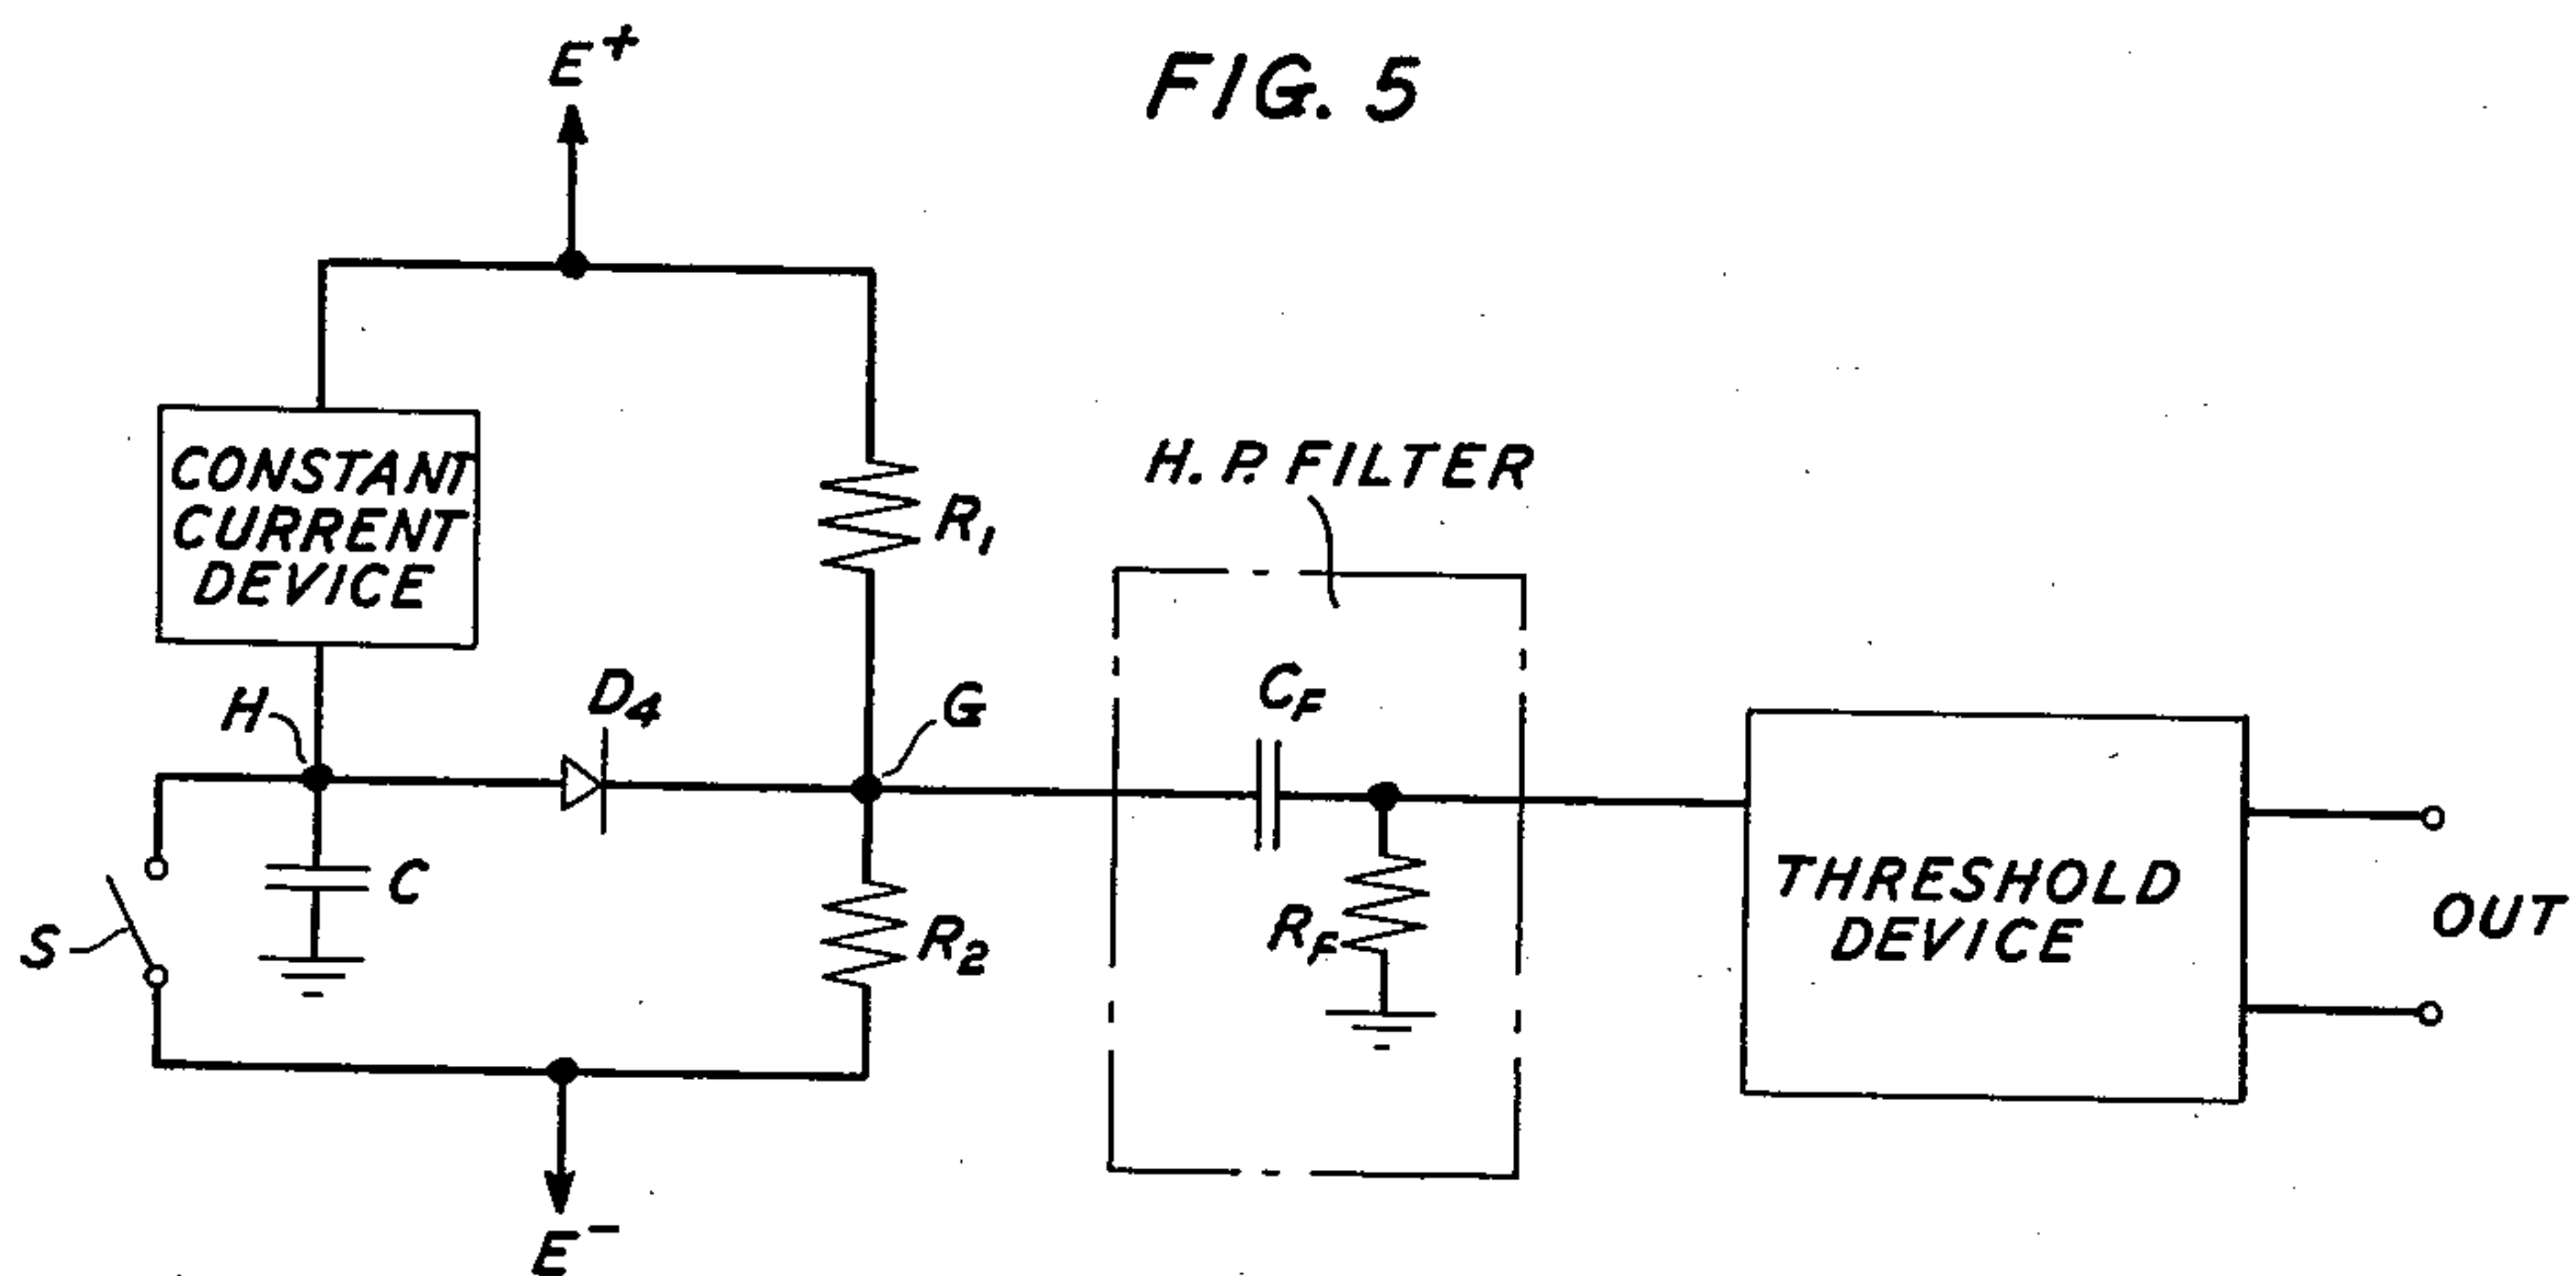 E+
FIG. 5
CONSTANT
CURRENT
DEVICE
R1
H. P. FILTER
H
D4
G
CF
C
S
R2
RF
THRESHOLD
DEVICE
OUT
E-